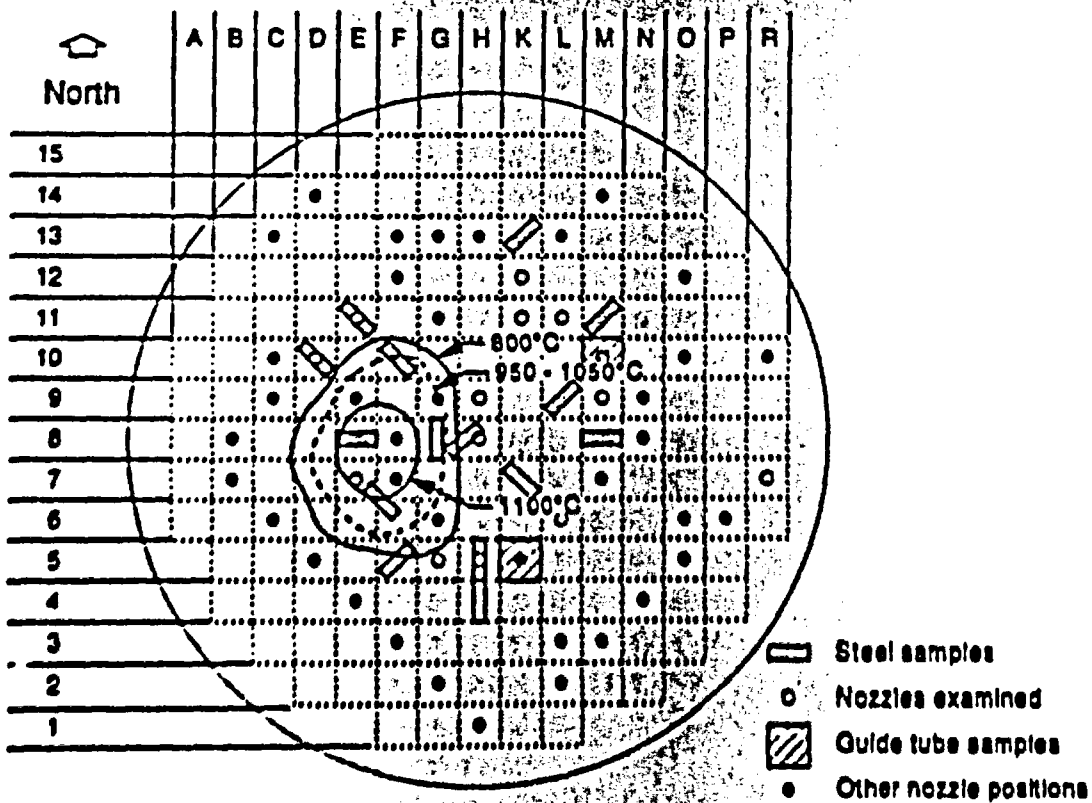 A B C D E F G H K L M N O P R
North
15
14
13
12
11
10
800°C
950 - 1050°C
9
8
7
1100°C
6
5
4
3
2
1
Steel samples
Nozzles examined
Guide tube samples
Other nozzle positions